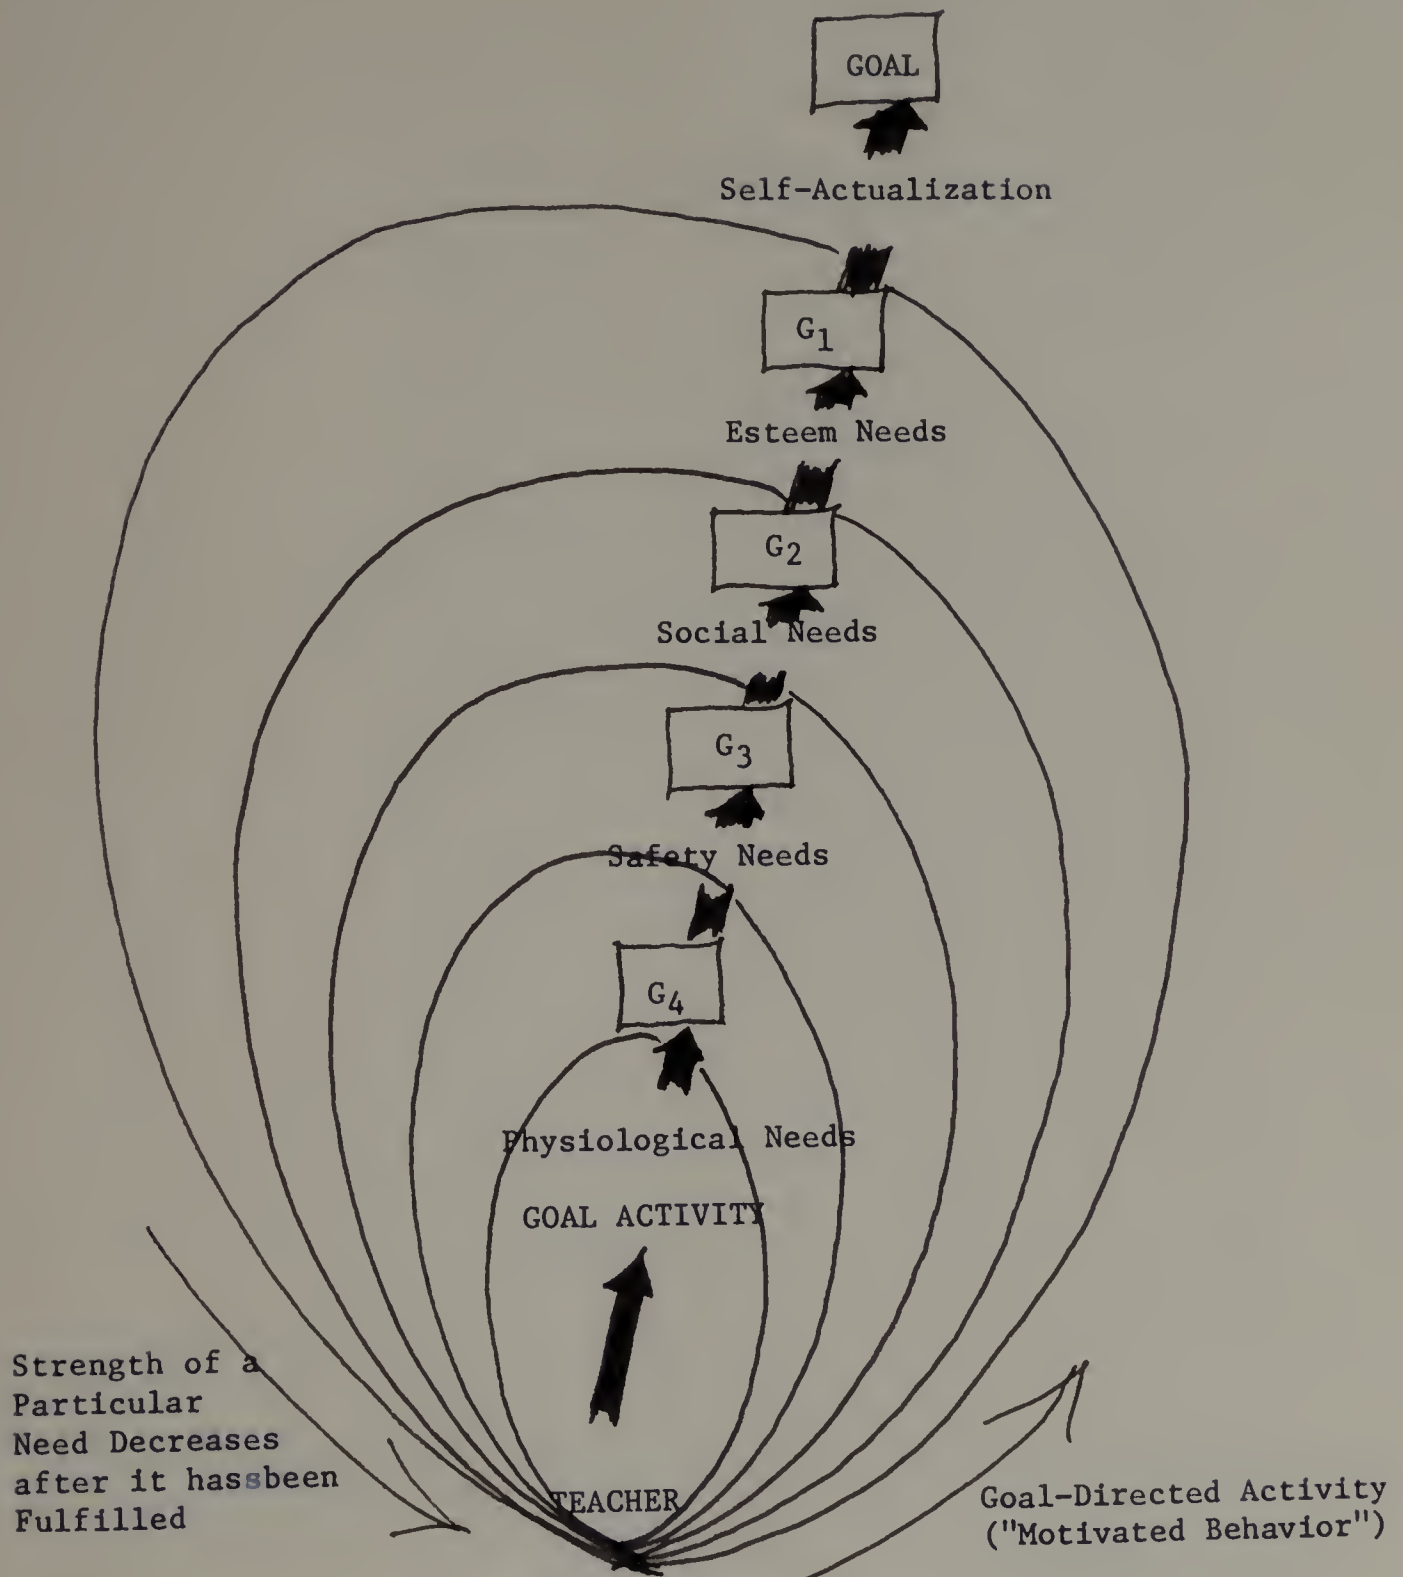 GOAL
Self-Actualization
G1
Esteem Needs
G2
Social Needs
G3
Safety Needs
G4
Physiological Needs
GOAL ACTIVITY
Strength of a
Particular
Need Decreases
after it hassbeen
Fulfilled
TEACHER
Goal-Directed Activity
("Motivated Behavior")